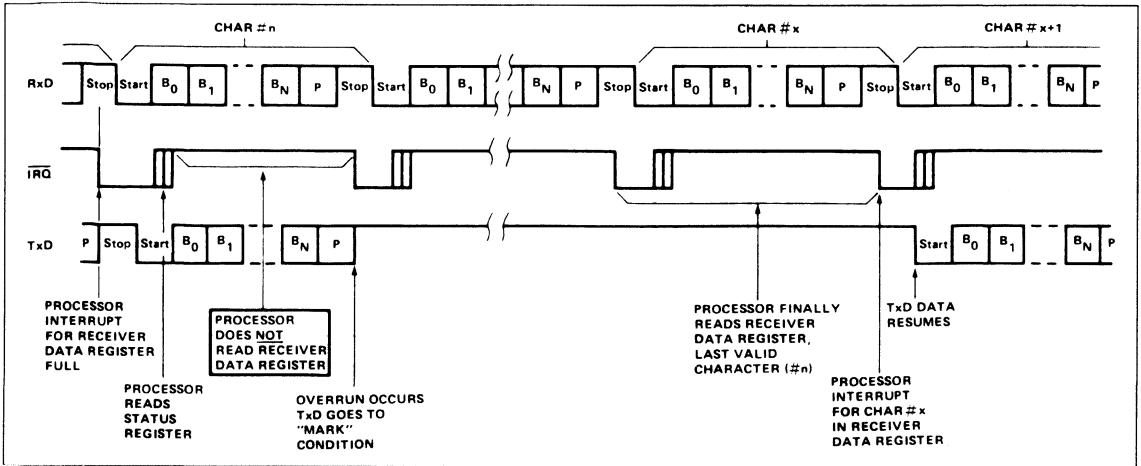 CHAR #n CHAR #x CHAR #x+1
RxD Stop Start B0 B1 BN P Stop Start B0 B1 BN P Stop Start B0 B1 BN P Stop Start B0 B1 BN P
IRQ
TxD P Stop Start B0 B1 BN P Start B0 B1 BN P
PROCESSOR
INTERRUPT
FOR RECEIVER
DATA REGISTER
FULL
PROCESSOR
READS
STATUS
REGISTER
PROCESSOR
DOES NOT
READ RECEIVER
DATA REGISTER
OVERRUN OCCURS
TxD GOES TO
"MARK"
CONDITION
PROCESSOR FINALLY
READS RECEIVER
DATA REGISTER,
LAST VALID
CHARACTER (#n)
PROCESSOR
INTERRUPT
FOR CHAR #x
IN RECEIVER
DATA REGISTER
TxD DATA
RESUMES